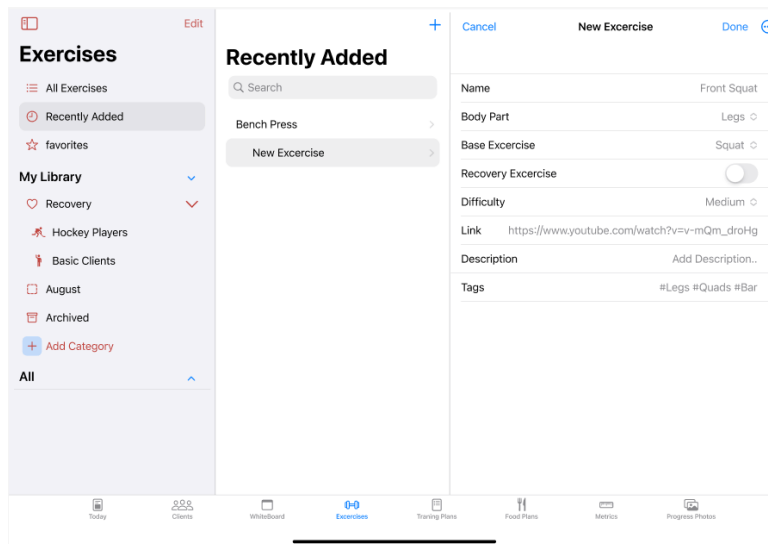 Edit
Exercises
All Exercises
Recently Added
favorites
My Library
Recovery
Hockey Players
Basic Clients
August
Archived
Add Category
All
Recently Added
Search
Bench Press
New Excercise
Cancel
New Excercise
Done
Name
Front Squat
Body Part
Legs
Base Excercise
Squat
Recovery Excercise
Difficulty
Medium
Link
https://www.youtube.com/watch?v=v-mQm_droHg
Description
Add Description..
Tags
#Legs #Quads #Bar
Today
Clients
WhiteBoard
Excercises
Traning Plans
Food Plans
Metrics
Progress Photos